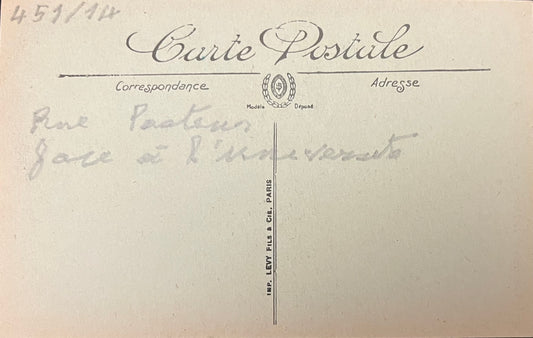 451/14
Carte Postale
Correspondance
Adresse
Modèle Déposé
Rue Pasteur
face à l'Université
IMP. LEVY FILS & CIE, PARIS